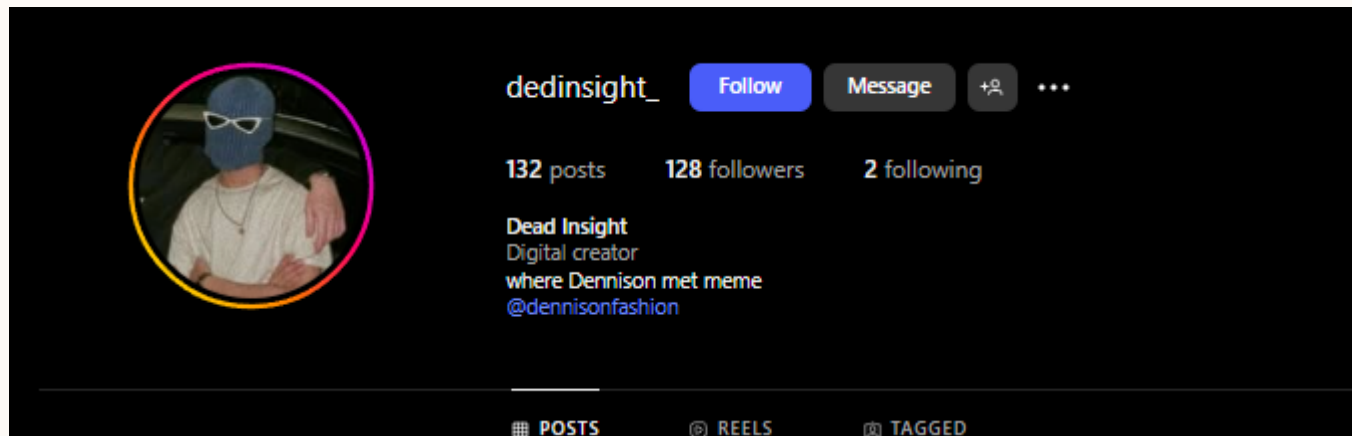 dedinsight_ Follow Message
132 posts 128 followers 2 following
Dead Insight
Digital creator
where Dennison met meme
@dennisonfashion
POSTS REELS TAGGED